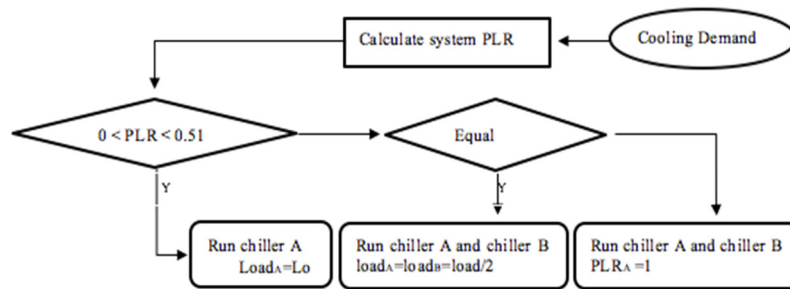 Calculate system PLR
Cooling Demand
0 < PLR < 0.51
Equal
Y
Y
Run chiller A
LoadA=Lo
Run chiller A and chiller B
loadA=loadB=load/2
Run chiller A and chiller B
PLRA =1